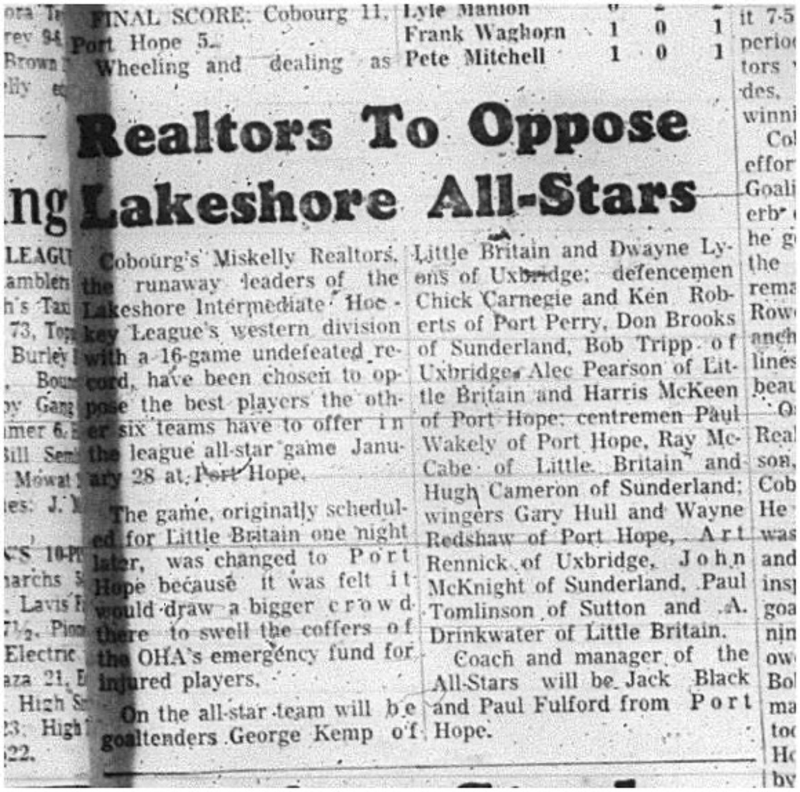 FINAL SCORE: Cobourg 11,
Port Hope 5.
Wheeling and dealing as
Lyle Manion
Frank Waghorn 1 0 1
Pete Mitchell 1 0 1
Realtors To Oppose
Lakeshore All-Stars
Cobourg's Miskelly Realtors,
the runaway leaders of the
Lakeshore Intermediate Hoc-
key League's western division
with a 16-game undefeated re-
cord, have been chosen to op-
pose the best players the oth-
er six teams have to offer in
the league all-star game Janu-
ary 28 at Port Hope.
The game, originally schedul-
ed for Little Britain one night
later, was changed to Port
Hope because it was felt it
would draw a bigger crowd
there to swell the coffers of
the OHA's emergency fund for
injured players.
On the all-star team will be
goaltenders George Kemp of
Little Britain and Dwayne Ly-
ons of Uxbridge; defencemen
Chick Carnegie and Ken Rob-
erts of Port Perry, Don Brooks
of Sunderland, Bob Tripp of
Uxbridge, Alec Pearson of Lit-
tle Britain and Harris McKeen
of Port Hope; centremen Paul
Wakely of Port Hope, Ray Mc-
Cabe of Little Britain and
Hugh Cameron of Sunderland;
wingers Gary Hull and Wayne
Redshaw of Port Hope, Art
Rennick of Uxbridge, John
McKnight of Sunderland, Paul
Tomlinson of Sutton and A.
Drinkwater of Little Britain.
Coach and manager of the
All-Stars will be Jack Black
and Paul Fulford from Port
Hope.